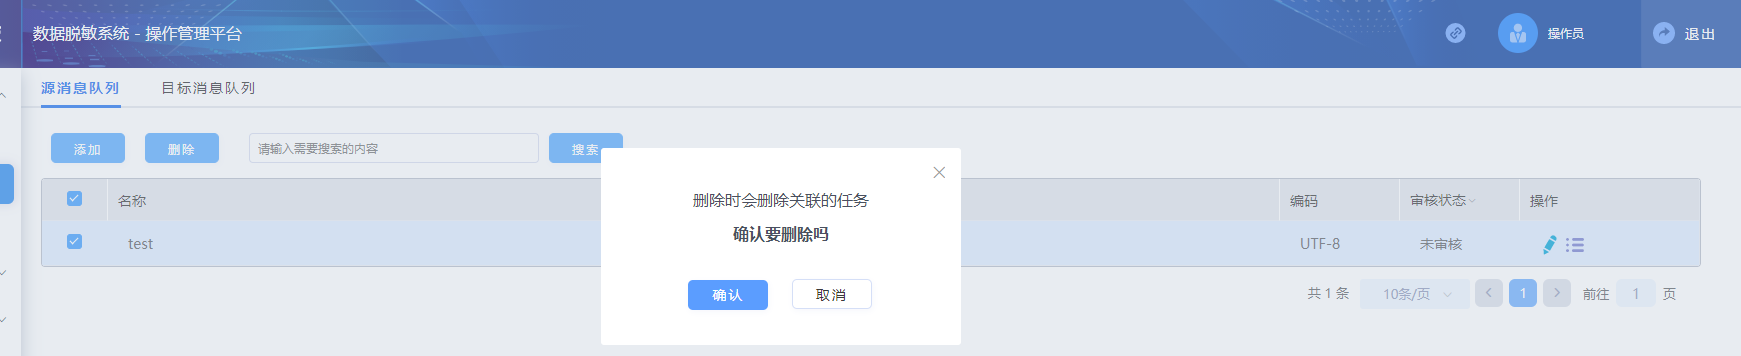 数据脱敏系统 - 操作管理平台
操作员
退出
源消息队列 目标消息队列
添加 删除 请输入需要搜索的内容 搜索
删除时会删除关联的任务
确认要删除吗
确认 取消
名称 编码 审核状态 操作
test UTF-8 未审核
共 1 条 10条/页 1 前往 1 页